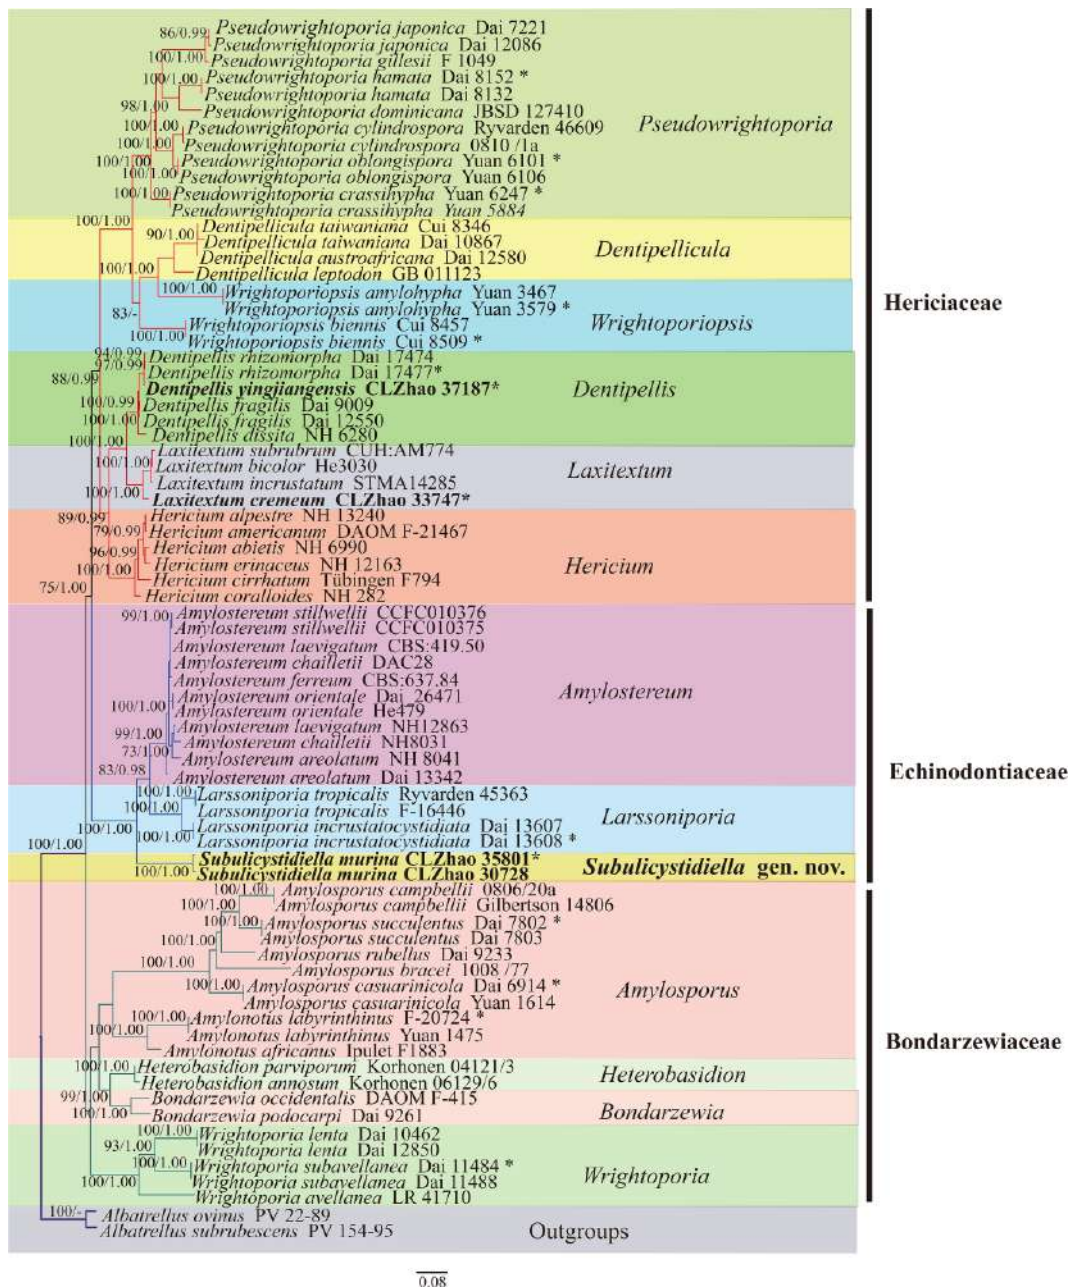 86/0.99
Pseudowrightoporia japonica Dai 7221
Pseudowrightoporia japonica Dai 12086
100/1.00
Pseudowrightoporia gillesii F 1049
100/1.00
Pseudowrightoporia hamata Dai 8152 *
Pseudowrightoporia hamata Dai 8132
98/1.00
Pseudowrightoporia dominicana JBSD 127410
100/1.00
Pseudowrightoporia cylindrospora Ryvarden 46609
Pseudowrightoporia
100/1.00
Pseudowrightoporia cylindrospora 0810 /1a
100/1.00
Pseudowrightoporia oblongispora Yuan 6101 *
Pseudowrightoporia oblongispora Yuan 6106
100/1.00
Pseudowrightoporia crassihypha Yuan 6247 *
Pseudowrightoporia crassihypha Yuan 5884
100/1.00
Dentipellicula taiwaniana Cui 8346
90/1.00
Dentipellicula taiwaniana Dai 10867
Dentipellicula
Dentipellicula austroafricana Dai 12580
100/1.00
Dentipellicula leptodon GB 011123
100/1.00
Wrightoporiopsis amylohypha Yuan 3467
Wrightoporiopsis amylohypha Yuan 3579 *
Hericiaceae
83/-
Wrightoporiopsis biennis Cui 8457
Wrightoporiopsis
100/1.00
Wrightoporiopsis biennis Cui 8509 *
94/0.99
Dentipellis rhizomorpha Dai 17474
97/0.99
Dentipellis rhizomorpha Dai 17477*
88/0.99
Dentipellis yingjiangensis CLZhao 37187*
Dentipellis
100/0.99
Dentipellis fragilis Dai 9009
100/1.00
Dentipellis fragilis Dai 12550
Dentipellis dissita NH 6280
100/1.00
Laxitextum subrubrum CUH:AM774
100/1.00
Laxitextum bicolor He3030
Laxitextum
Laxitextum incrustatum STMA14285
100/1.00
Laxitextum cremeum CLZhao 33747*
89/0.99
Hericium alpestre NH 13240
79/0.99
Hericium americanum DAOM F-21467
96/0.99
Hericium abietis NH 6990
100/1.00
Hericium erinaceus NH 12163
Hericium
Hericium cirrhatum Tübingen F794
75/1.00
Hericium coralloides NH 282
99/1.00
Amylostereum stillwellii CCFC010376
Amylostereum stillwellii CCFC010375
Amylostereum laevigatum CBS:419.50
Amylostereum chailletii DAC28
Amylostereum ferreum CBS:637.84
Amylostereum
Amylostereum orientale Dai 26471
100/1.00
Amylostereum orientale He479
Amylostereum laevigatum NH12863
99/1.00
Amylostereum chailletii NH8031
73/1.00
Amylostereum areolatum NH 8041
83/0.98
Amylostereum areolatum Dai 13342
Echinodontiaceae
100/1.00
Larssoniporia tropicalis Ryvarden 45363
100/1.00
Larssoniporia tropicalis F-16446
Larssoniporia
100/1.00
Larssoniporia incrustatocystidiata Dai 13607
100/1.00
Larssoniporia incrustatocystidiata Dai 13608 *
100/1.00
Subulicystidiella murina CLZhao 35801*
Subulicystidiella gen. nov.
100/1.00
Subulicystidiella murina CLZhao 30728
100/1.00
Amylosporus campbellii 0806/20a
Amylosporus campbellii Gilbertson 14806
100/1.00
Amylosporus succulentus Dai 7802 *
100/1.00
Amylosporus succulentus Dai 7803
Amylosporus rubellus Dai 9233
100/1.00
Amylosporus bracei 1008 /77
100/1.00
Amylosporus casuarinicola Dai 6914 *
Amylosporus
Amylosporus casuarinicola Yuan 1614
100/1.00
Amylonotus labyrinthinus F-20724 *
100/1.00
Amylonotus labyrinthinus Yuan 1475
Bondarzewiaceae
Amylonotus africanus Ipulet F1883
100/1.00
Heterobasidion parviporum Korhonen 04121/3
Heterobasidion
Heterobasidion annosum Korhonen 06129/6
99/1.00
Bondarzewia occidentalis DAOM F-415
Bondarzewia
100/1.00
Bondarzewia podocarpi Dai 9261
100/1.00
Wrightoporia lenta Dai 10462
93/1.00
Wrightoporia lenta Dai 12850
100/1.00
Wrightoporia subavellanea Dai 11484 *
Wrightoporia
100/1.00
Wrightoporia subavellanea Dai 11488
Wrightoporia avellanea LR 41710
100/-
Albatrellus ovinus PV 22-89
Albatrellus subrubescens PV 154-95
Outgroups
0.08